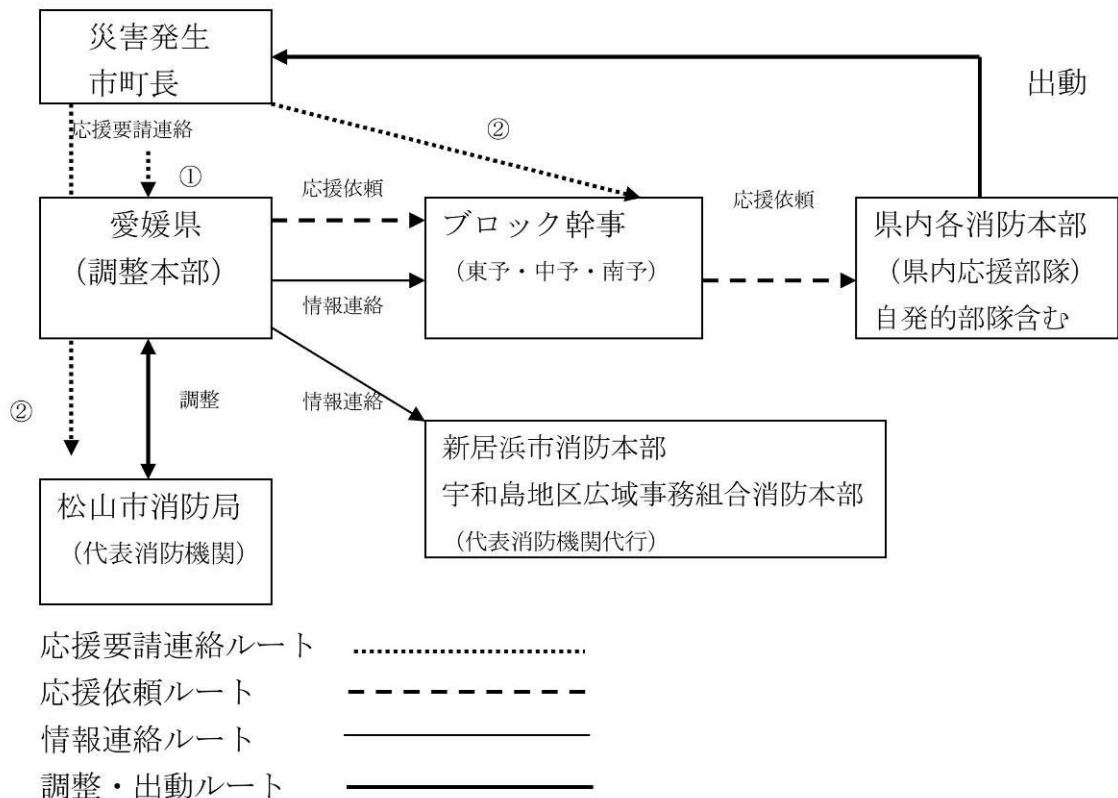 災害発生
市町長
出動
応援要請連絡
②
①
応援依頼
応援依頼
愛媛県
（調整本部）
ブロック幹事
（東予・中予・南予）
県内各消防本部
（県内応援部隊）
自発的部隊含む
情報連絡
②
調整
情報連絡
新居浜市消防本部
宇和島地区広域事務組合消防本部
（代表消防機関代行）
松山市消防局
（代表消防機関）
応援要請連絡ルート
応援依頼ルート
情報連絡ルート
調整・出動ルート